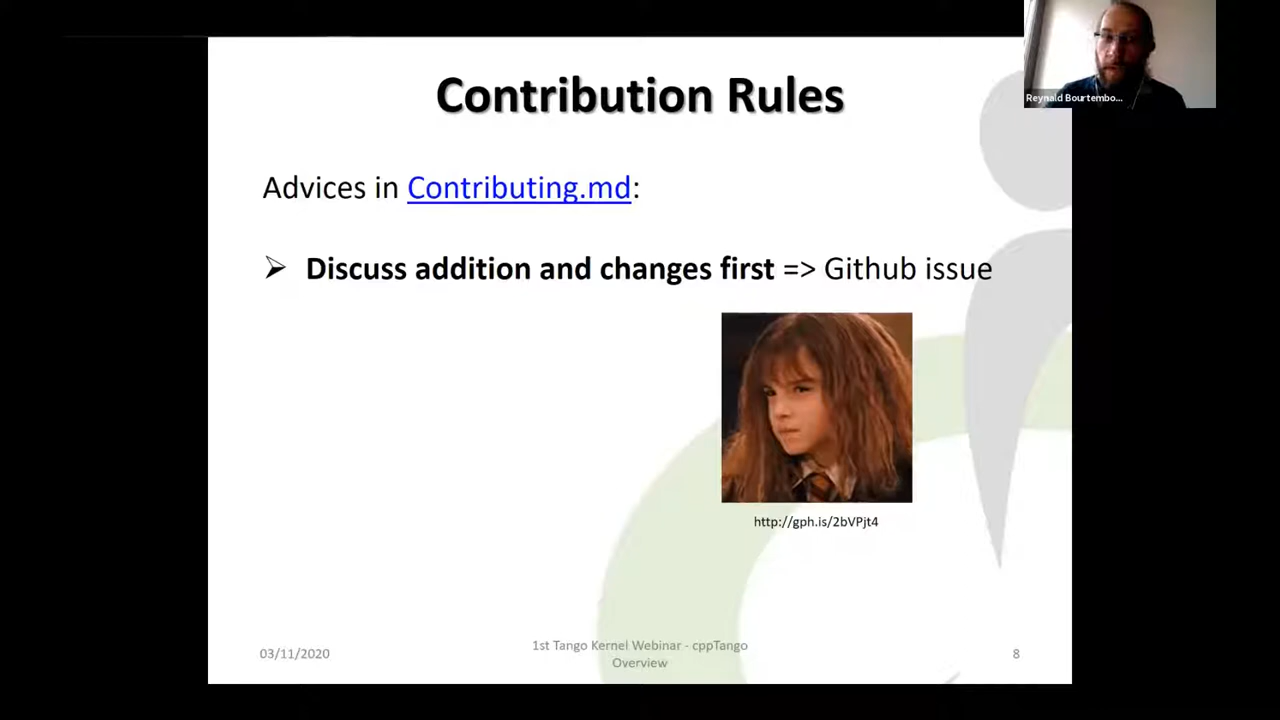 Contribution Rules
Reynald Bourtembo...
Advices in Contributing.md:
➢ Discuss addition and changes first => Github issue
http://gph.is/2bVPjt4
03/11/2020
1st Tango Kernel Webinar - cppTango
Overview
8